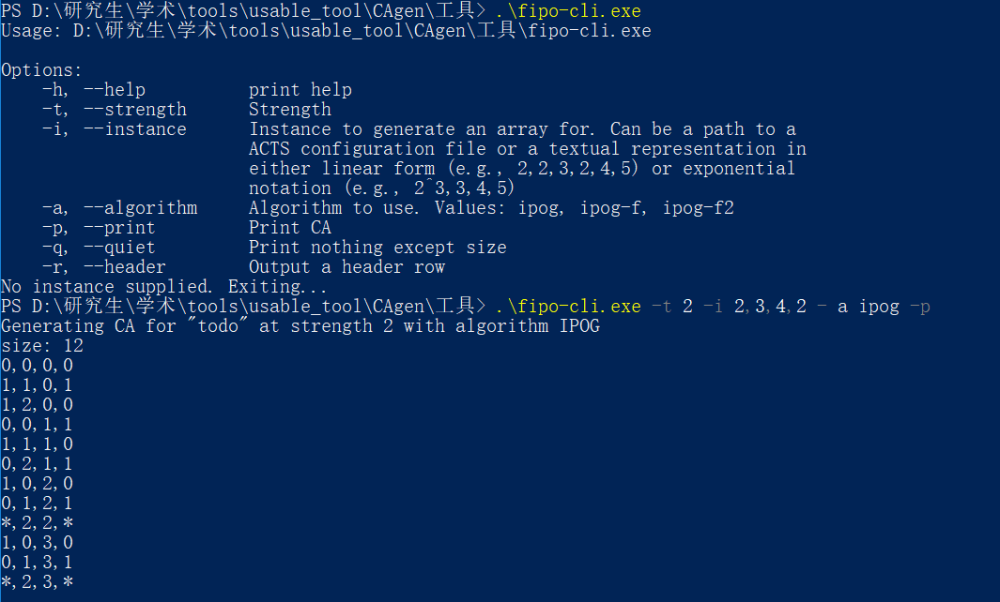 PS D:\研究生\学术\tools\usable_tool\CAgen\工具> .\fipo-cli.exe
Usage: D:\研究生\学术\tools\usable_tool\CAgen\工具\fipo-cli.exe
Options:
-h, --help print help
-t, --strength Strength
-i, --instance Instance to generate an array for. Can be a path to a
ACTS configuration file or a textual representation in
either linear form (e.g., 2,2,3,2,4,5) or exponential
notation (e.g., 2^3,3,4,5)
-a, --algorithm Algorithm to use. Values: ipog, ipog-f, ipog-f2
-p, --print Print CA
-q, --quiet Print nothing except size
-r, --header Output a header row
No instance supplied. Exiting...
PS D:\研究生\学术\tools\usable_tool\CAgen\工具> .\fipo-cli.exe -t 2 -i 2,3,4,2 - a ipog -p
Generating CA for "todo" at strength 2 with algorithm IPOG
size: 12
0,0,0,0
1,1,0,1
1,2,0,0
0,0,1,1
1,1,1,0
0,2,1,1
1,0,2,0
0,1,2,1
*,2,2,*
1,0,3,0
0,1,3,1
*,2,3,*